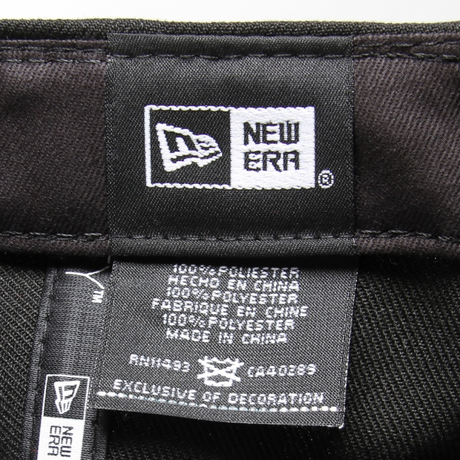 NEW
ERA
®
100% POLIESTER
HECHO EN CHINA
100% POLYESTER
FABRIQUE EN CHINE
100% POLYESTER
MADE IN CHINA
RN11493 CA40289
EXCLUSIVE OF DECORATION
Y™
NEW
ERA